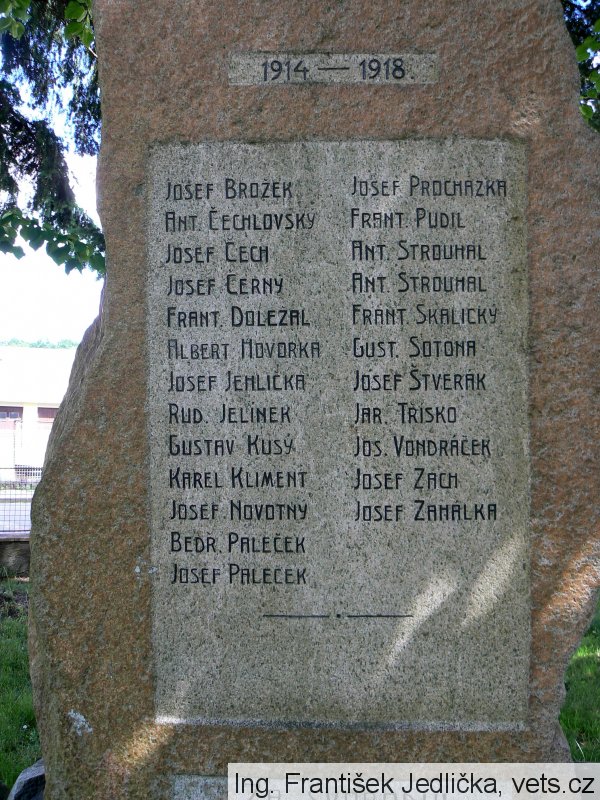 1914 — 1918.
Josef Brožek
Ant. Čechlovský
Josef Čech
Josef Černý
Frant. Doležal
Albert Hovorka
Josef Jehlička
Rud. Jelínek
Gustav Kusý
Karel Kliment
Josef Novotný
Bedr. Paleček
Josef Paleček
Josef Procházka
Frant. Pudil
Ant. Strouhal
Ant. Strouhal
Frant. Skalický
Gust. Sotona
Josef Štverák
Jar. Třísko
Jos. Vondráček
Josef Zach
Josef Zahálka
Ing. František Jedlička, vets.cz